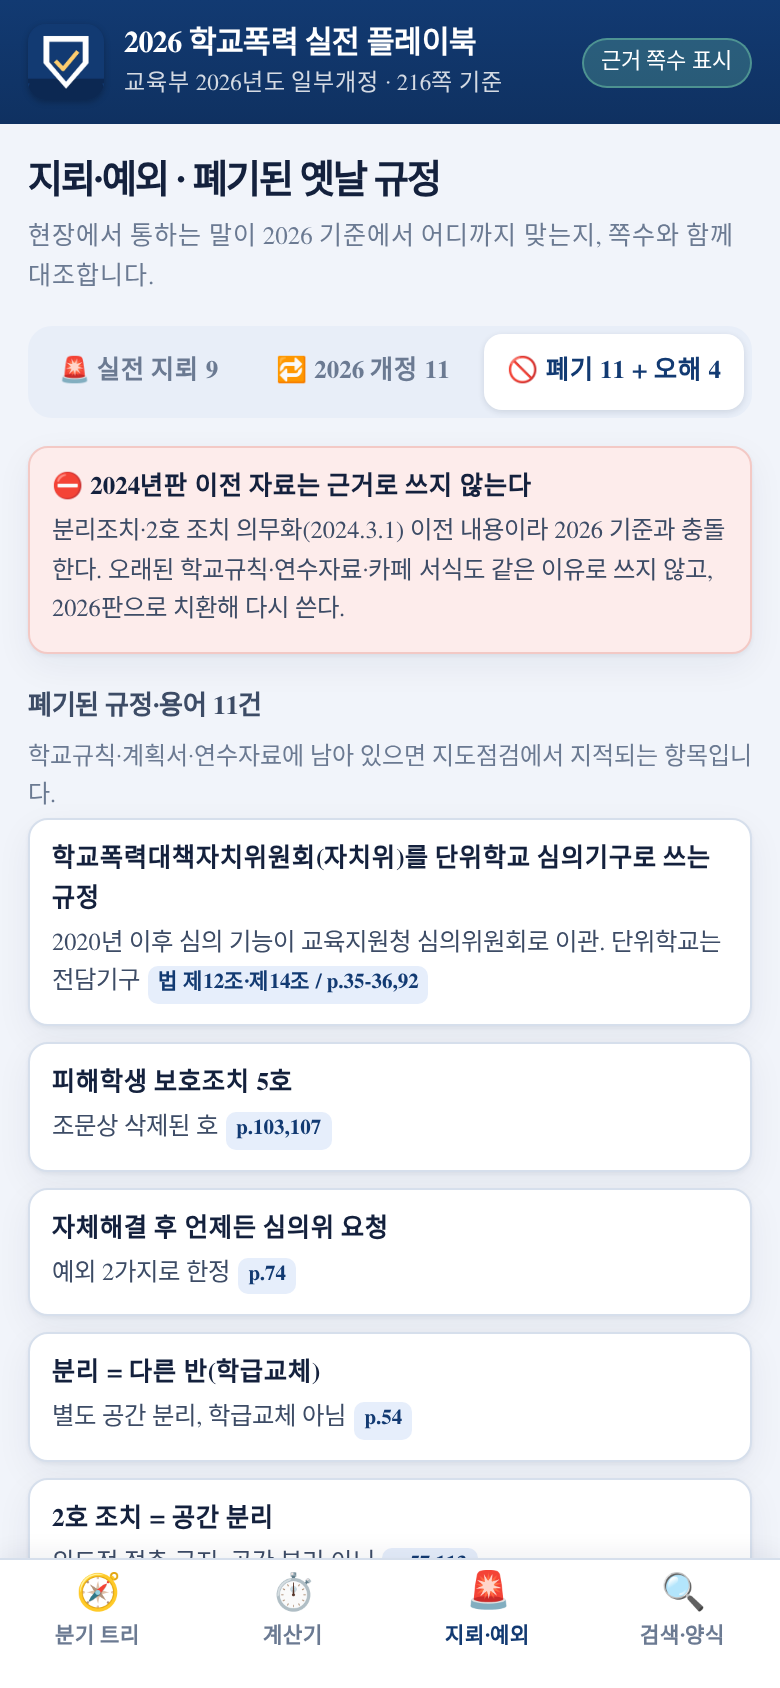 2026 학교폭력 실전 플레이북
교육부 2026년도 일부개정 · 216쪽 기준
근거 쪽수 표시
지뢰·예외 · 폐기된 옛날 규정
현장에서 통하는 말이 2026 기준에서 어디까지 맞는지, 쪽수와 함께
대조합니다.
🚨 실전 지뢰 9
🔁 2026 개정 11
🚫 폐기 11 + 오해 4
⛔ 2024년판 이전 자료는 근거로 쓰지 않는다
분리조치·2호 조치 의무화(2024.3.1) 이전 내용이라 2026 기준과 충돌
한다. 오래된 학교규칙·연수자료·카페 서식도 같은 이유로 쓰지 않고,
2026판으로 치환해 다시 쓴다.
폐기된 규정·용어 11건
학교규칙·계획서·연수자료에 남아 있으면 지도점검에서 지적되는 항목입니
다.
학교폭력대책자치위원회(자치위)를 단위학교 심의기구로 쓰는
규정
2020년 이후 심의 기능이 교육지원청 심의위원회로 이관. 단위학교는
전담기구 법 제12조·제14조 / p.35-36,92
피해학생 보호조치 5호
조문상 삭제된 호 p.103,107
자체해결 후 언제든 심의위 요청
예외 2가지로 한정 p.74
분리 = 다른 반(학급교체)
별도 공간 분리, 학급교체 아님 p.54
2호 조치 = 공간 분리
분기 트리
계산기
지뢰·예외
검색·양식